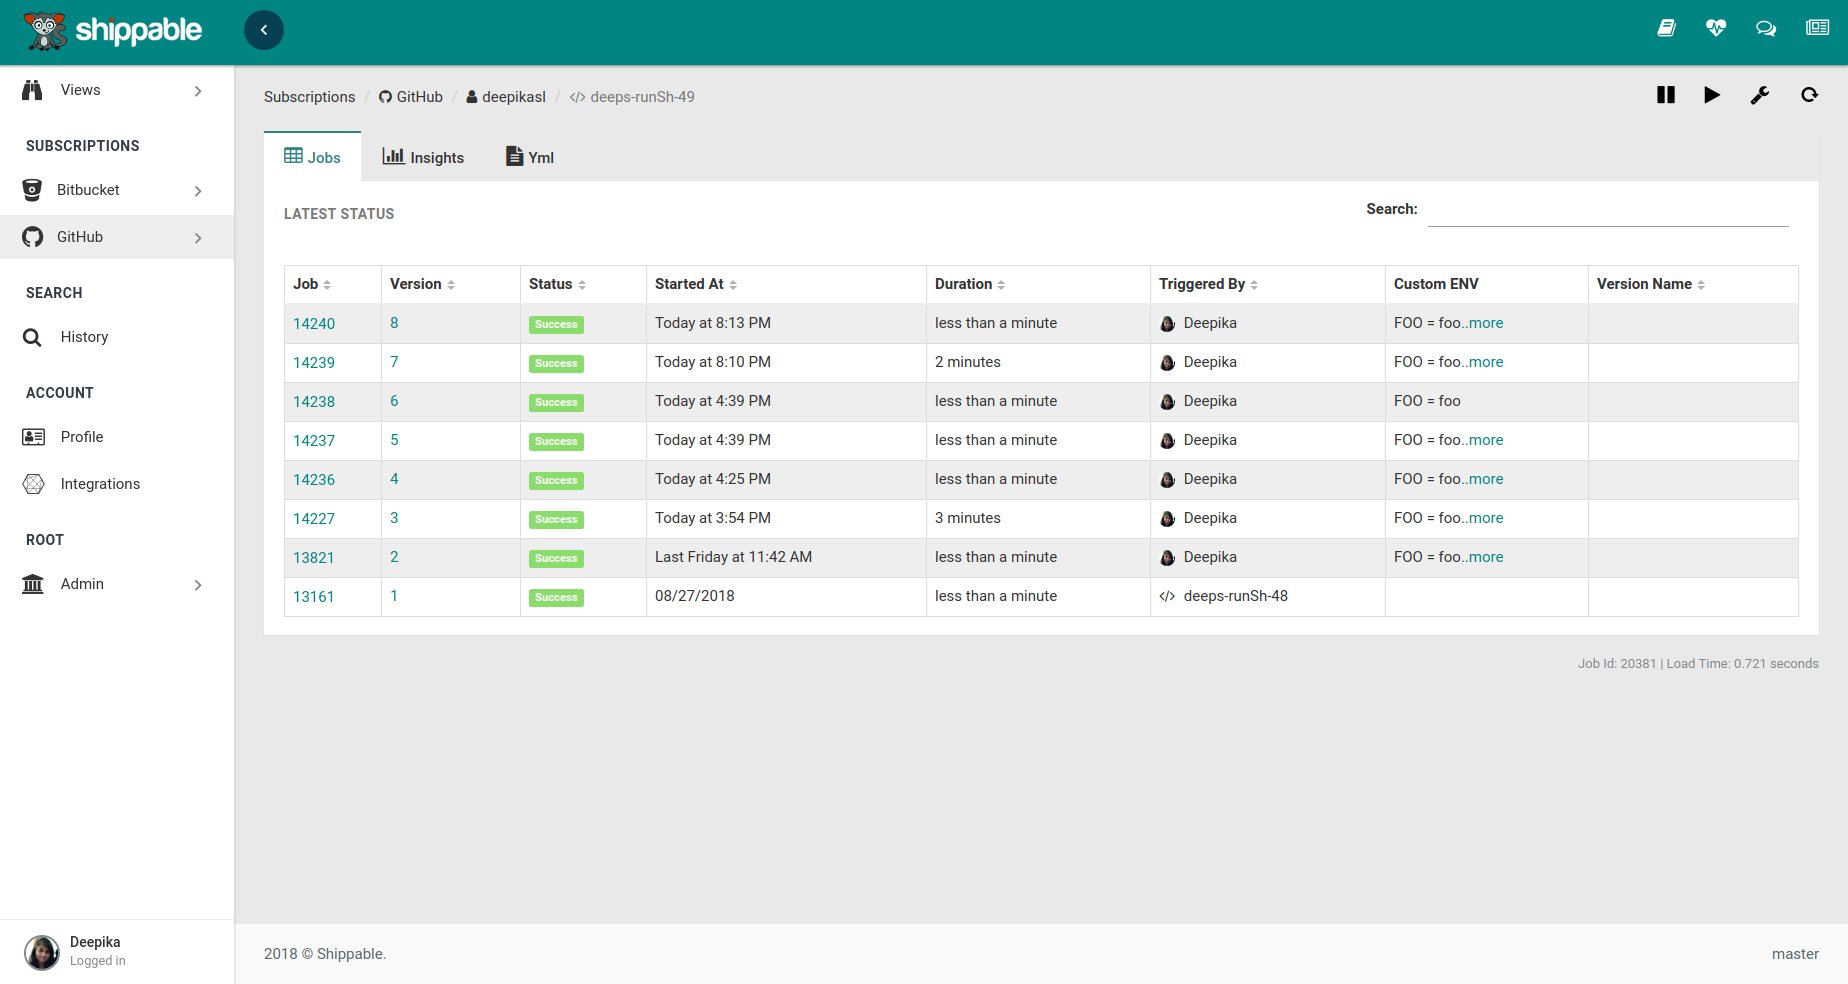 shippable
Views
SUBSCRIPTIONS
Bitbucket
GitHub
SEARCH
History
ACCOUNT
Profile
Integrations
ROOT
Admin
Deepika
Logged in
Subscriptions / GitHub / deepikasl / </> deeps-runSh-49
Jobs Insights Yml
LATEST STATUS
Search:
Job Version Status Started At Duration Triggered By Custom ENV Version Name
14240 8 Success Today at 8:13 PM less than a minute Deepika FOO = foo..more
14239 7 Success Today at 8:10 PM 2 minutes Deepika FOO = foo..more
14238 6 Success Today at 4:39 PM less than a minute Deepika FOO = foo
14237 5 Success Today at 4:39 PM less than a minute Deepika FOO = foo..more
14236 4 Success Today at 4:25 PM less than a minute Deepika FOO = foo..more
14227 3 Success Today at 3:54 PM 3 minutes Deepika FOO = foo..more
13821 2 Success Last Friday at 11:42 AM less than a minute Deepika FOO = foo..more
13161 1 Success 08/27/2018 less than a minute </> deeps-runSh-48
Job Id: 20381 | Load Time: 0.721 seconds
2018 © Shippable. master